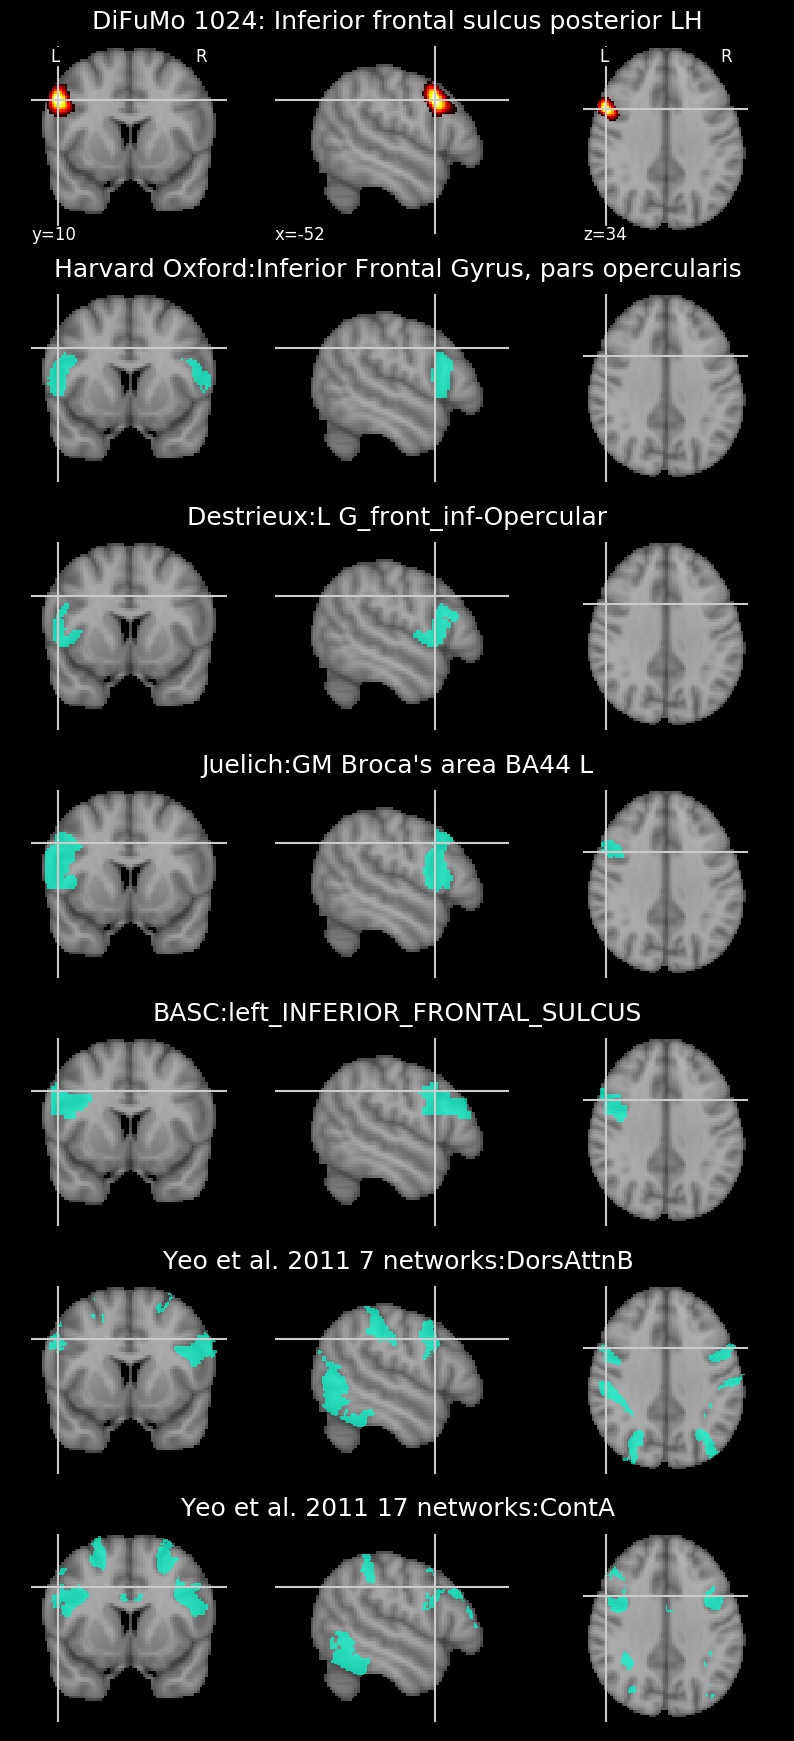 DiFuMo 1024: Inferior frontal sulcus posterior LH
L R L R
y=10 x=-52 z=34
Harvard Oxford:Inferior Frontal Gyrus, pars opercularis
Destrieux:L G_front_inf-Opercular
Juelich:GM Broca's area BA44 L
BASC:left_INFERIOR_FRONTAL_SULCUS
Yeo et al. 2011 7 networks:DorsAttnB
Yeo et al. 2011 17 networks:ContA